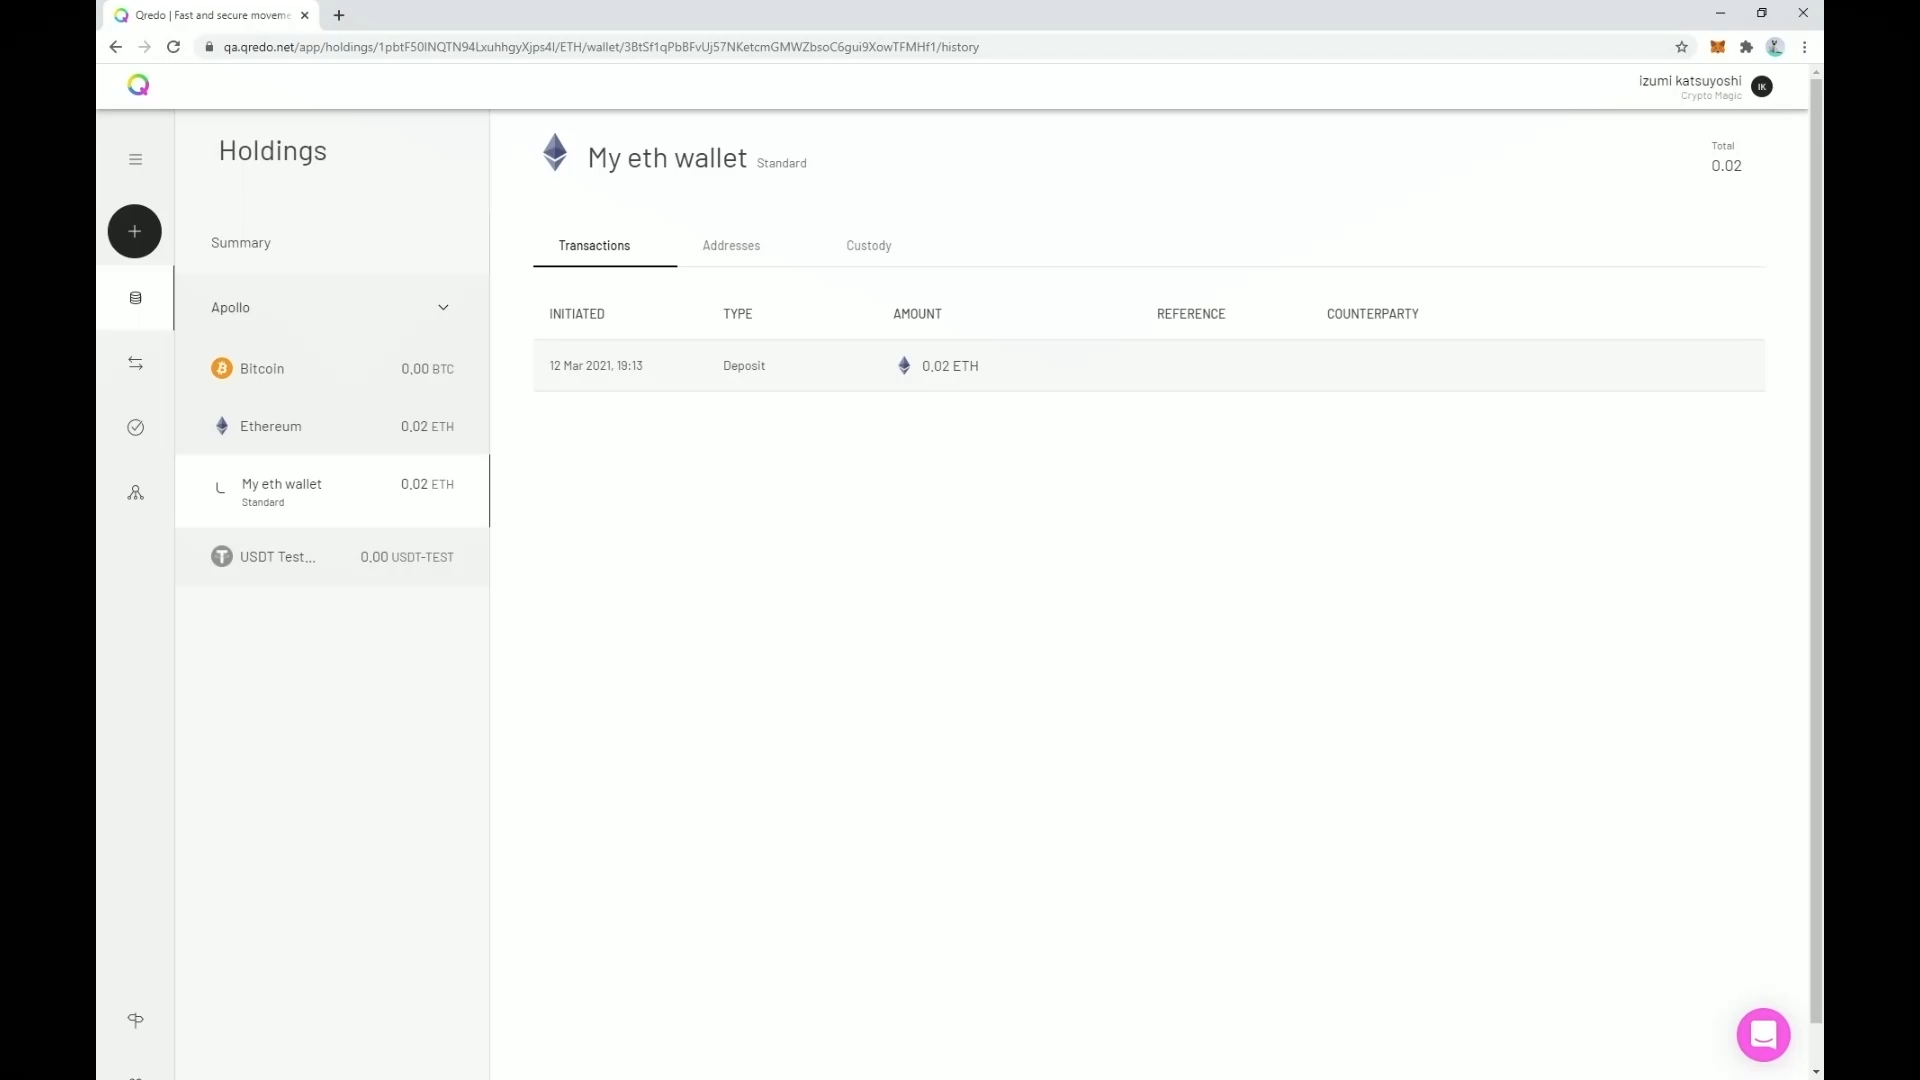 Qredo | Fast and secure moveme
qa.qredo.net/app/holdings/1pbtF50lNQTN94LxuhhgyXjps4l/ETH/wallet/3BtSf1qPbBFvUj57NKetcmGMWZbsoC6gui9XowTFMHf1/history
izumi katsuyoshi
Crypto Magic
IK
Holdings
Summary
Apollo
Bitcoin 0.00 BTC
Ethereum 0.02 ETH
My eth wallet 0.02 ETH
Standard
USDT Test... 0.00 USDT-TEST
My eth wallet Standard
Total
0.02
Transactions Addresses Custody
INITIATED TYPE AMOUNT REFERENCE COUNTERPARTY
12 Mar 2021, 19:13 Deposit 0.02 ETH